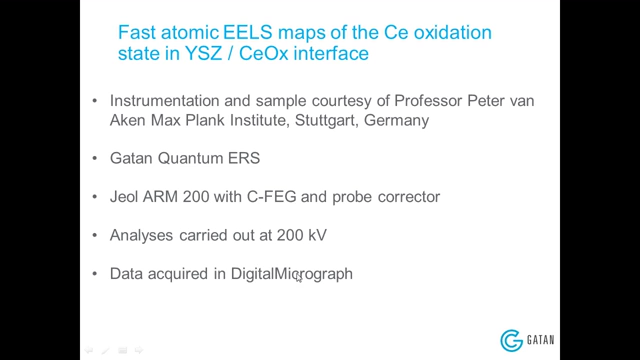 Fast atomic EELS maps of the Ce oxidation
state in YSZ / CeOx interface
• Instrumentation and sample courtesy of Professor Peter van
Aken Max Plank Institute, Stuttgart, Germany
• Gatan Quantum ERS
• Jeol ARM 200 with C-FEG and probe corrector
• Analyses carried out at 200 kV
• Data acquired in DigitalMicrograph
GATAN